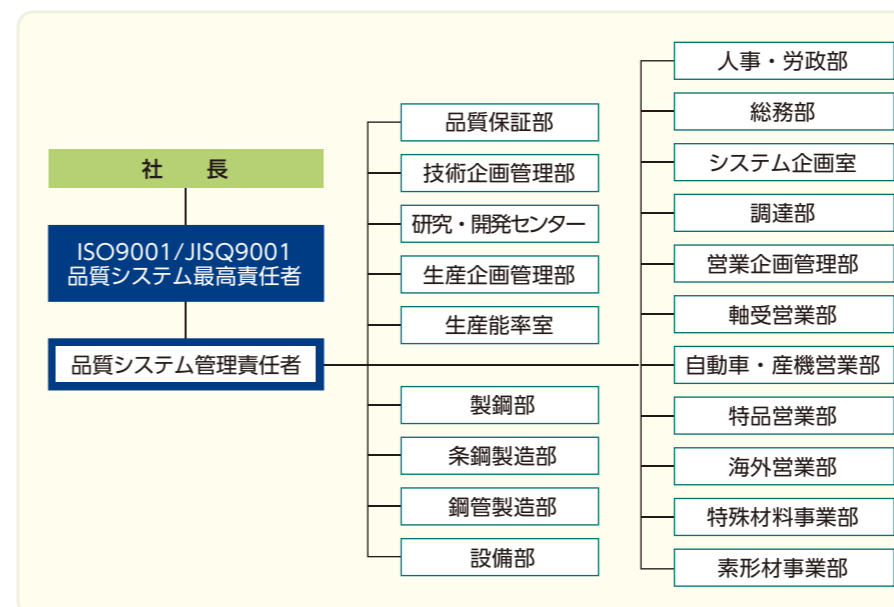 社　長
ISO9001/JISQ9001
品質システム最高責任者
品質システム管理責任者
品質保証部
技術企画管理部
研究・開発センター
生産企画管理部
生産能率室
製鋼部
条鋼製造部
鋼管製造部
設備部
人事・労政部
総務部
システム企画室
調達部
営業企画管理部
軸受営業部
自動車・産機営業部
特品営業部
海外営業部
特殊材料事業部
素形材事業部